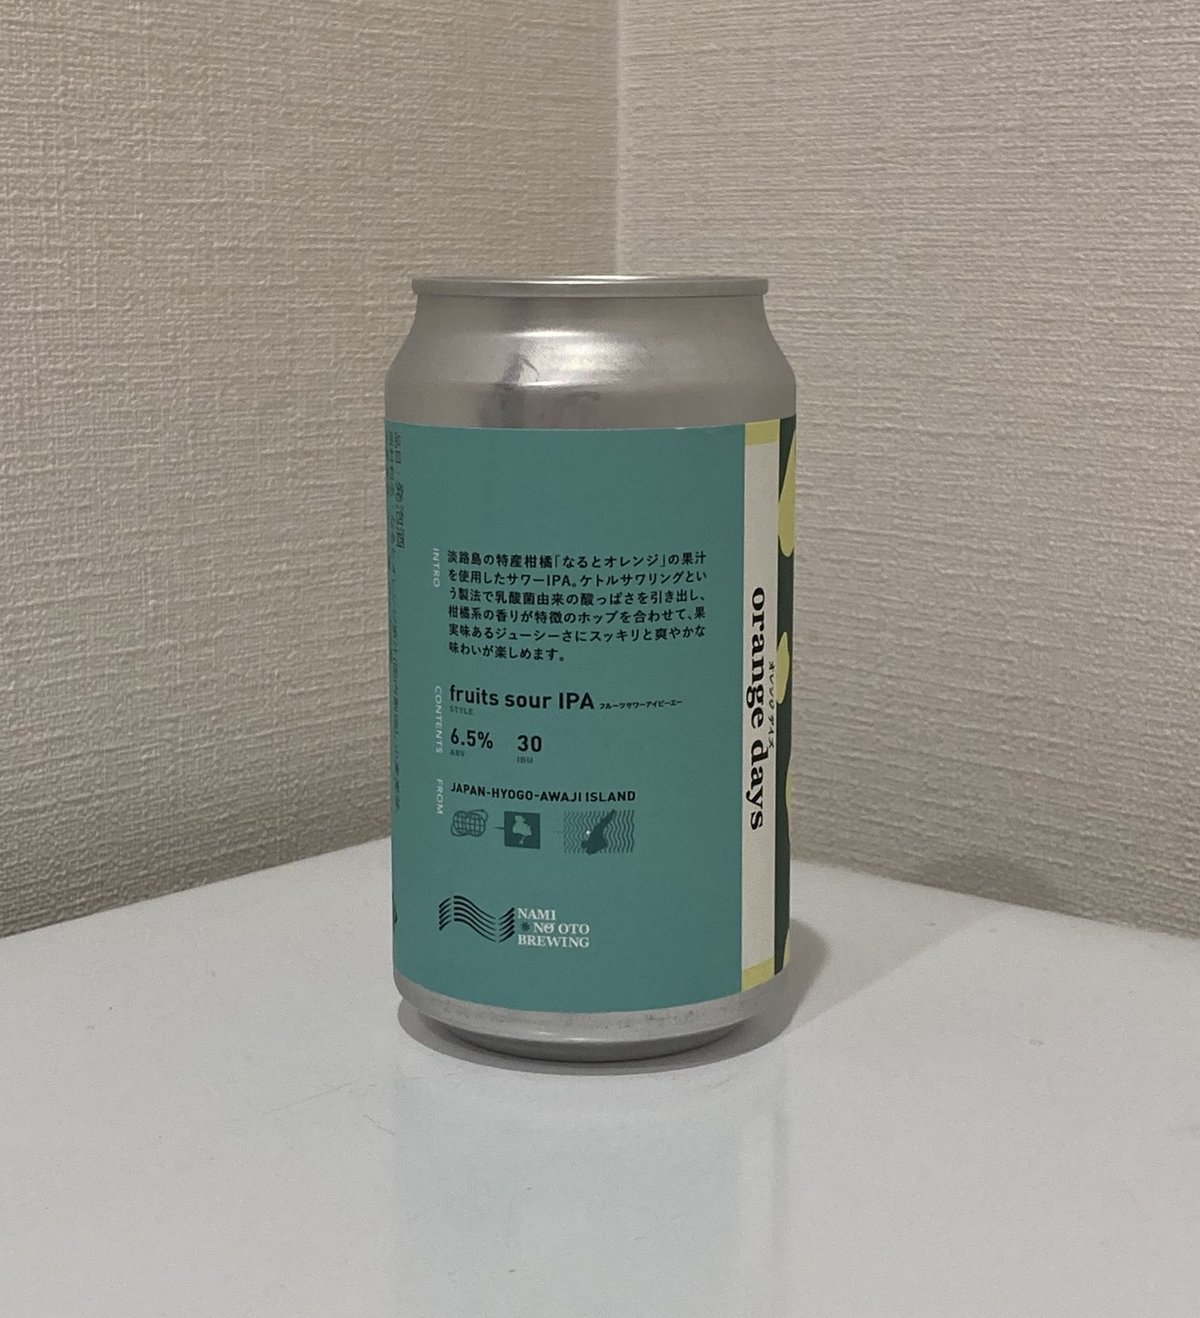 品目:発泡酒
INTRO
淡路島の特産柑橘「なるとオレンジ」の果汁
を使用したサワーIPA。ケトルサワリングとい
う製法で乳酸菌由来の酸っぱさを引き出し、
柑橘系の香りが特徴のホップを合わせて、果
実味あるジューシーさにスッキリと爽やかな
味わいが楽しめます。
CONTENTS
fruits sour IPA フルーツサワーアイピーエー
STYLE
6.5% 30
ABV IBU
FROM
JAPAN-HYOGO-AWAJI ISLAND
NAMI
NO OTO
BREWING
orange days
オレンジデイズ